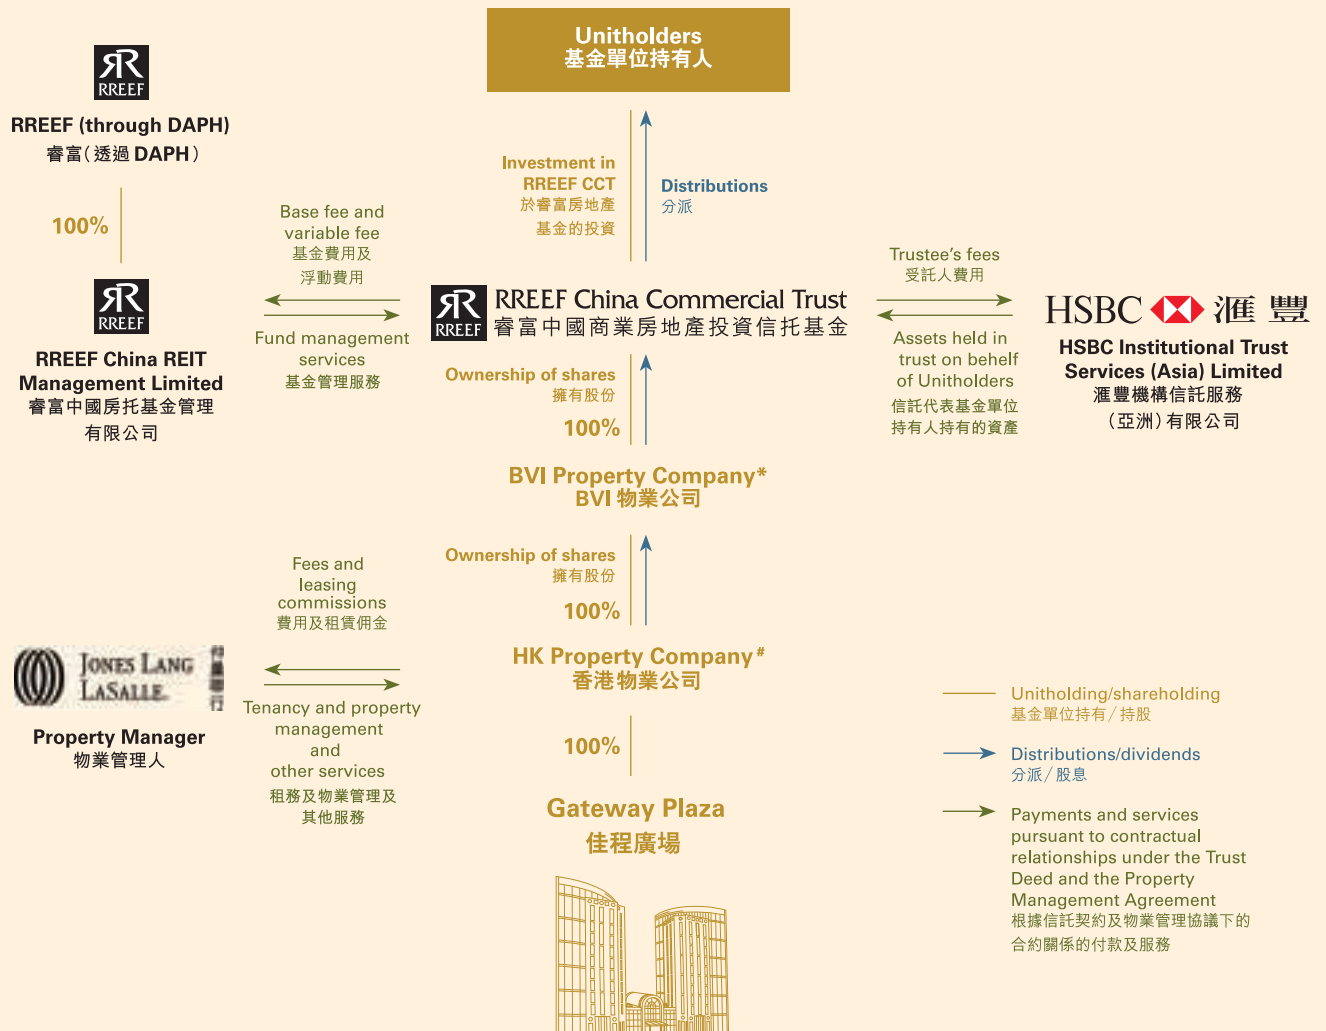 Unitholders
基金單位持有人
RREEF
RREEF (through DAPH)
睿富(透過 DAPH)
100%
RREEF
RREEF China REIT
Management Limited
睿富中國房托基金管理
有限公司
Base fee and
variable fee
基金費用及
浮動費用
Fund management
services
基金管理服務
Investment in
RREEF CCT
於睿富房地產
基金的投資
Distributions
分派
RREEF
RREEF China Commercial Trust
睿富中國商業房地產投資信托基金
Trustee's fees
受託人費用
Assets held in
trust on behelf
of Unitholders
信託代表基金單位
持有人持有的資產
HSBC 滙豐
HSBC Institutional Trust
Services (Asia) Limited
滙豐機構信託服務
(亞洲)有限公司
Ownership of shares
擁有股份
100%
BVI Property Company*
BVI 物業公司
Ownership of shares
擁有股份
100%
HK Property Company#
香港物業公司
100%
Gateway Plaza
佳程廣場
Fees and
leasing
commissions
費用及租賃佣金
Tenancy and property
management
and
other services
租務及物業管理及
其他服務
JONES LANG
LASALLE
仲量聯行
Property Manager
物業管理人
Unitholding/shareholding
基金單位持有/持股
Distributions/dividends
分派/股息
Payments and services
pursuant to contractual
relationships under the Trust
Deed and the Property
Management Agreement
根據信託契約及物業管理協議下的
合約關係的付款及服務